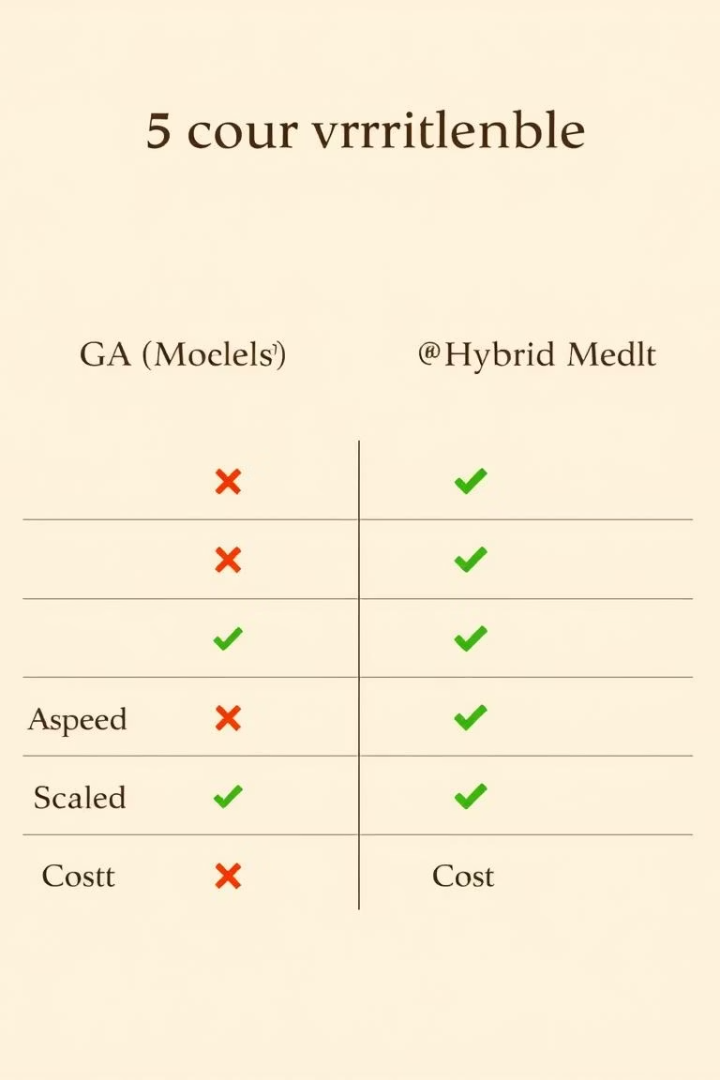 5 cour vrrritlenble
GA (Moclels⁾)
@Hybrid Medlt
Aspeed
Scaled
Costt
Cost